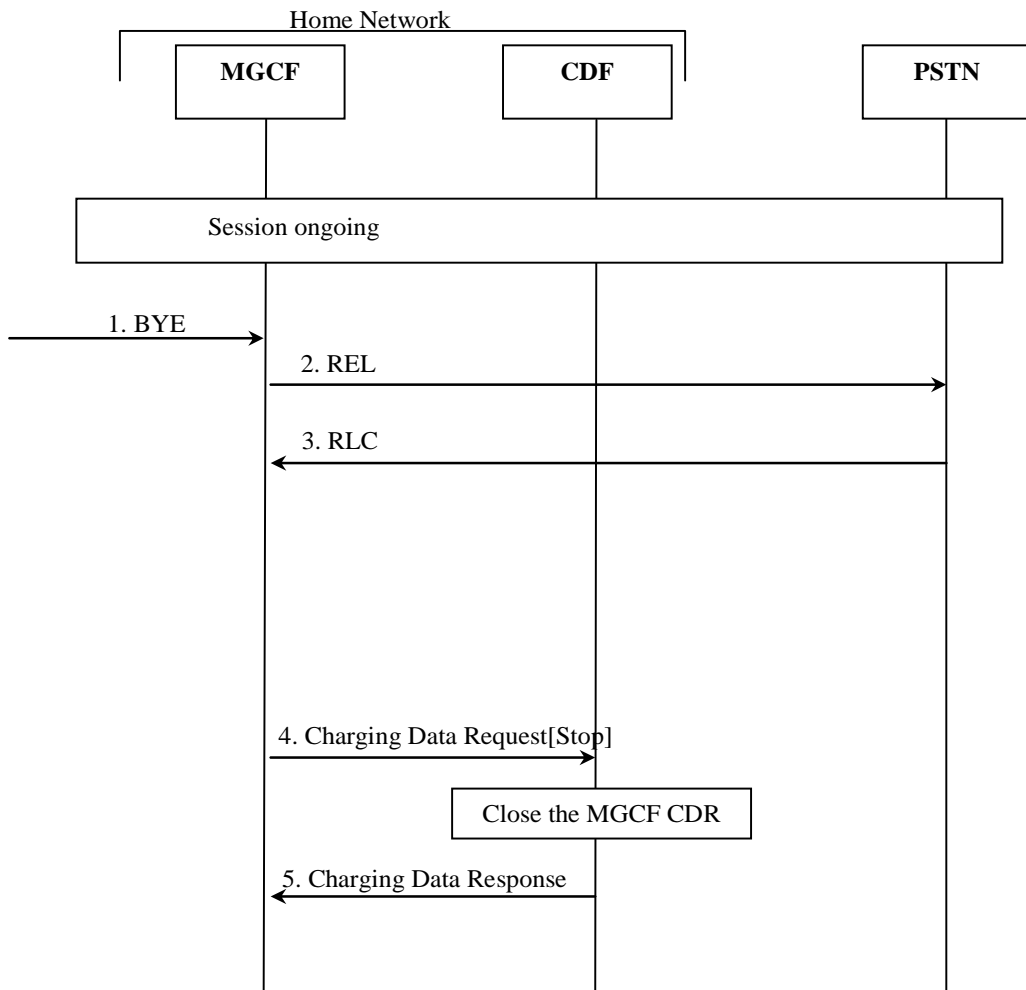 Home Network
MGCF
CDF
PSTN
Session ongoing
1. BYE
2. REL
3. RLC
4. Charging Data Request[Stop]
Close the MGCF CDR
5. Charging Data Response